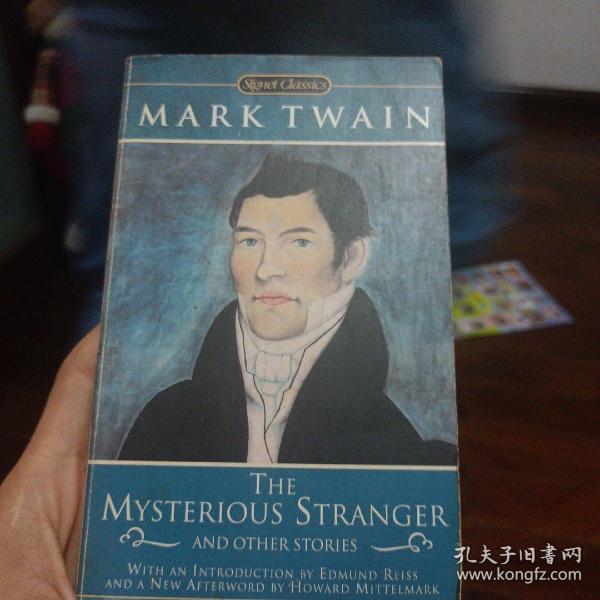 Signet Classics
MARK TWAIN
THE
MYSTERIOUS STRANGER
AND OTHER STORIES
WITH AN INTRODUCTION BY EDMUND REISS
AND A NEW AFTERWORD BY HOWARD MITTELMARK
孔夫子旧书网
www.kongfz.com